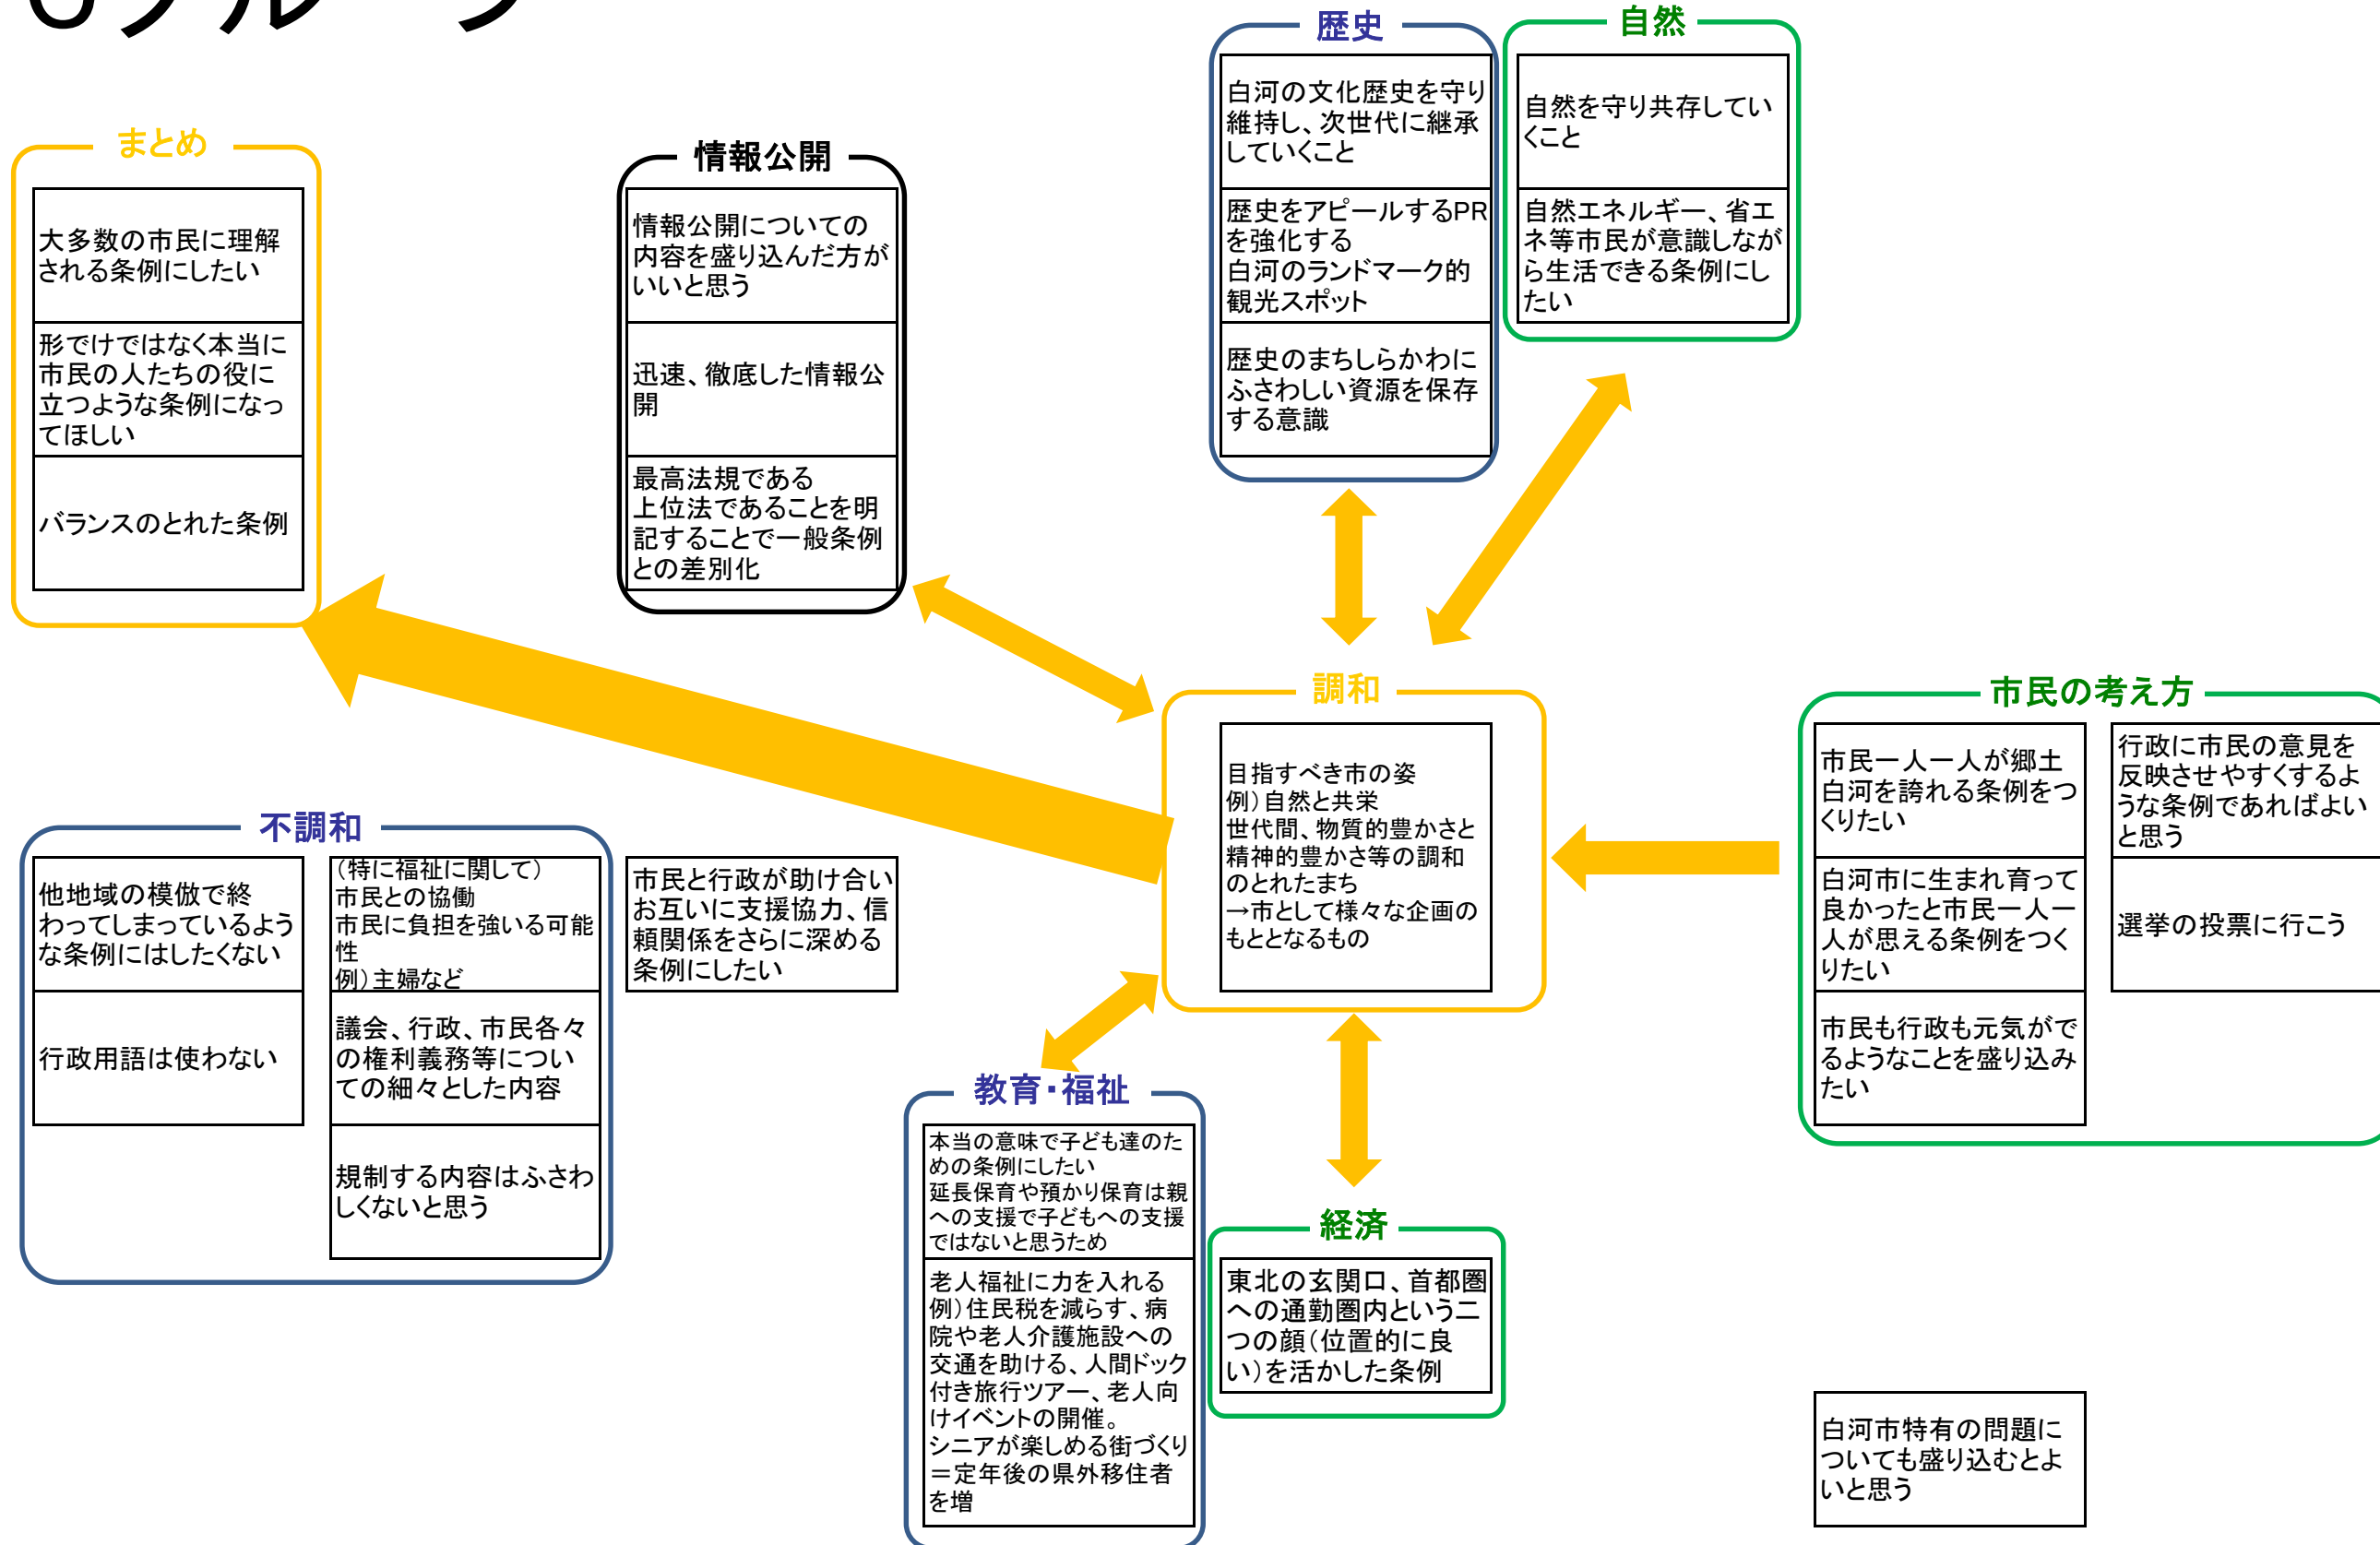 グループ
歴史
白河の文化歴史を守り
維持し、次世代に継承
していくこと
歴史をアピールするPR
を強化する
白河のランドマーク的
観光スポット
歴史のまちしらかわに
ふさわしい資源を保存
する意識
自然
自然を守り共存してい
くこと
自然エネルギー、省エ
ネ等市民が意識しなが
ら生活できる条例にし
たい
まとめ
大多数の市民に理解
される条例にしたい
形でけではなく本当に
市民の人たちの役に
立つような条例になっ
てほしい
バランスのとれた条例
情報公開
情報公開についての
内容を盛り込んだ方が
いいと思う
迅速、徹底した情報公
開
最高法規である
上位法であることを明
記することで一般条例
との差別化
調和
目指すべき市の姿
例）自然と共栄
世代間、物質的豊かさと
精神的豊かさ等の調和
のとれたまち
→市として様々な企画の
もととなるもの
市民の考え方
市民一人一人が郷土
白河を誇れる条例をつ
くりたい
白河市に生まれ育って
良かったと市民一人一
人が思える条例をつく
りたい
市民も行政も元気がで
るようなことを盛り込み
たい
行政に市民の意見を
反映させやすくするよ
うな条例であればよい
と思う
選挙の投票に行こう
不調和
他地域の模倣で終
わってしまっているよう
な条例にはしたくない
行政用語は使わない
（特に福祉に関して）
市民との協働
市民に負担を強いる可能
性
例）主婦など
議会、行政、市民各々
の権利義務等につい
ての細々とした内容
規制する内容はふさわ
しくないと思う
市民と行政が助け合い
お互いに支援協力、信
頼関係をさらに深める
条例にしたい
教育・福祉
本当の意味で子ども達のた
めの条例にしたい
延長保育や預かり保育は親
への支援で子どもへの支援
ではないと思うため
老人福祉に力を入れる
例）住民税を減らす、病
院や老人介護施設への
交通を助ける、人間ドック
付き旅行ツアー、老人向
けイベントの開催。
シニアが楽しめる街づくり
＝定年後の県外移住者
を増
経済
東北の玄関口、首都圏
への通勤圏内という二
つの顔（位置的に良
い）を活かした条例
白河市特有の問題に
ついても盛り込むとよ
いと思う